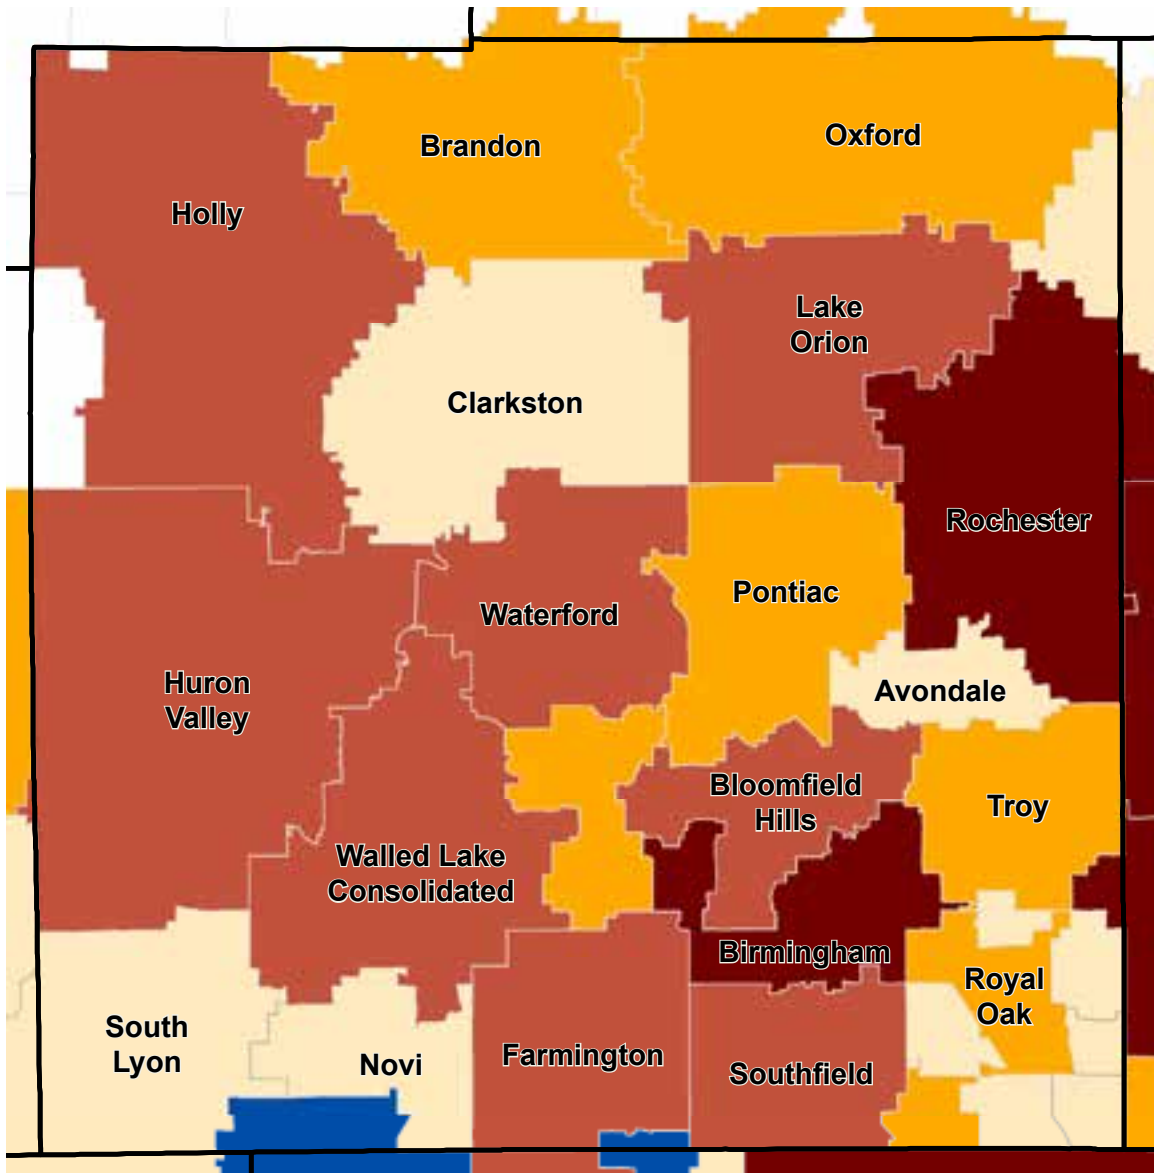 Brandon
Oxford
Holly
Lake
Orion
Clarkston
Rochester
Pontiac
Waterford
Huron
Valley
Avondale
Bloomfield
Hills
Troy
Walled Lake
Consolidated
Birmingham
Royal
Oak
South
Lyon
Novi
Farmington
Southfield